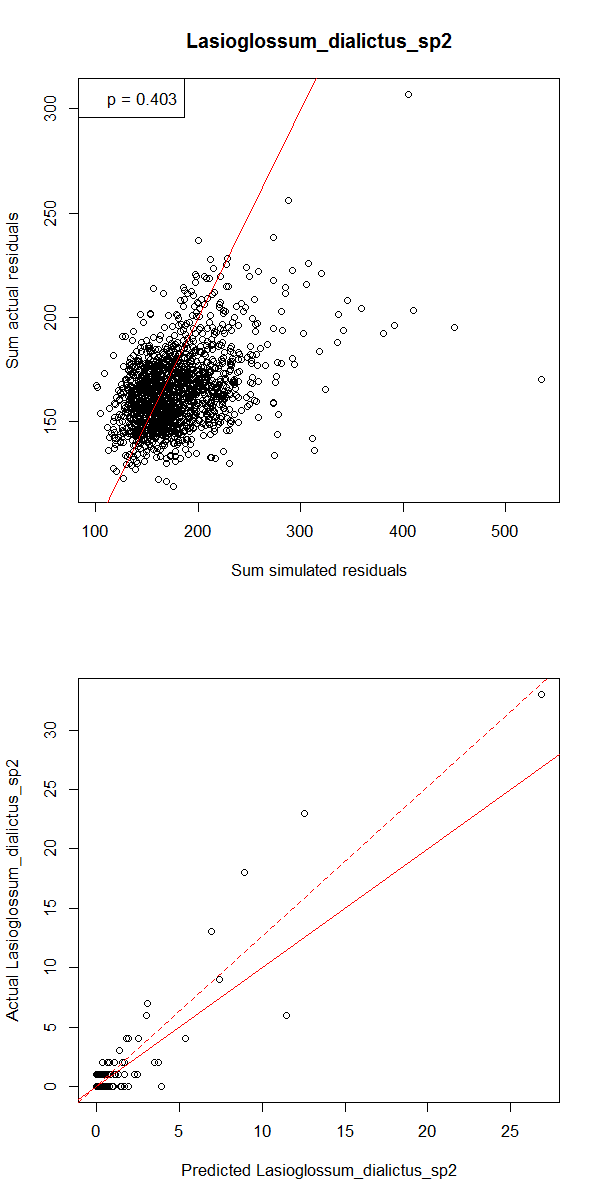 Lasioglossum_dialictus_sp2
p = 0.403
300
250
200
150
Sum actual residuals
100 200 300 400 500
Sum simulated residuals
30
25
20
15
10
5
0
Actual Lasioglossum_dialictus_sp2
0 5 10 15 20 25
Predicted Lasioglossum_dialictus_sp2